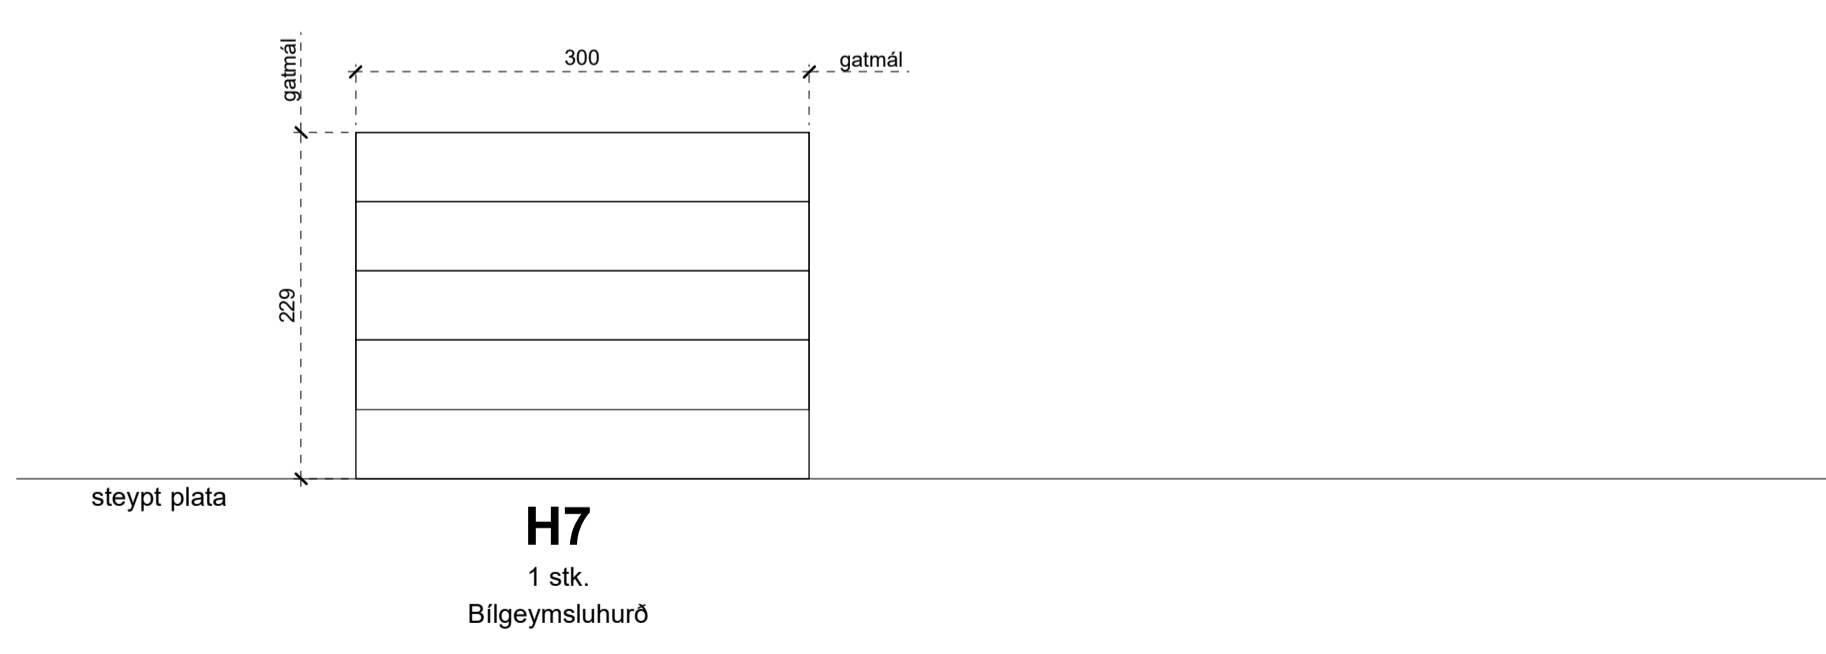 gatmál
300
gatmál
229
steypt plata
H7
1 stk.
Bílgeymsluhurð